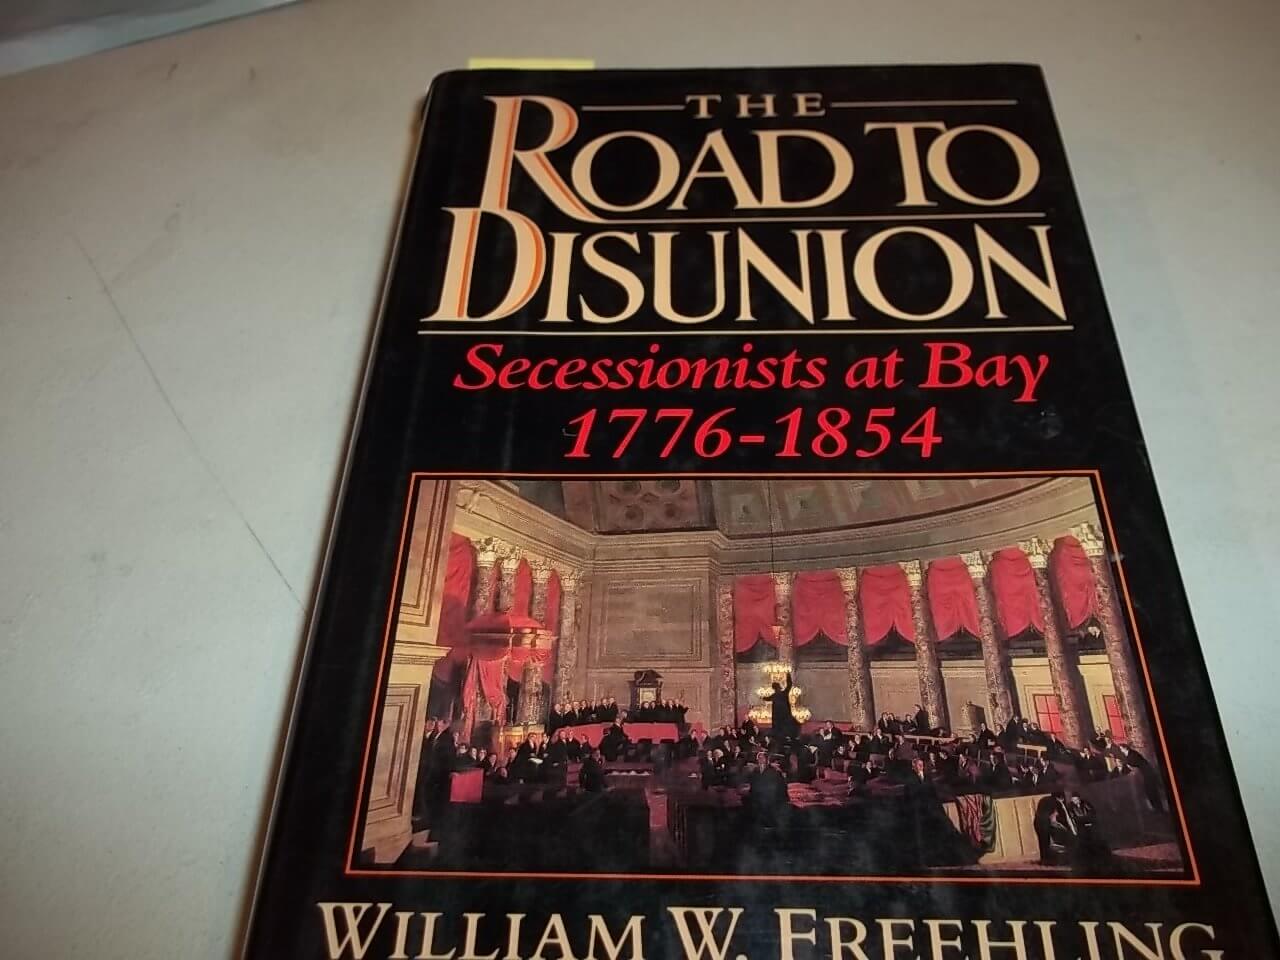 THE
ROAD TO
DISUNION
Secessionists at Bay
1776-1854
WILLIAM W. FREEHLING